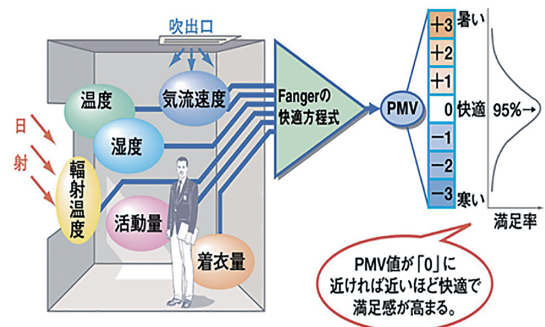 吹出口
温度
気流速度
湿度
日
射
輻射温度
活動量
着衣量
Fangerの
快適方程式
PMV
+3
+2
+1
0
−1
−2
−3
暑い
快適
寒い
95%→
満足率
PMV値が「0」に
近ければ近いほど快適で
満足感が高まる。